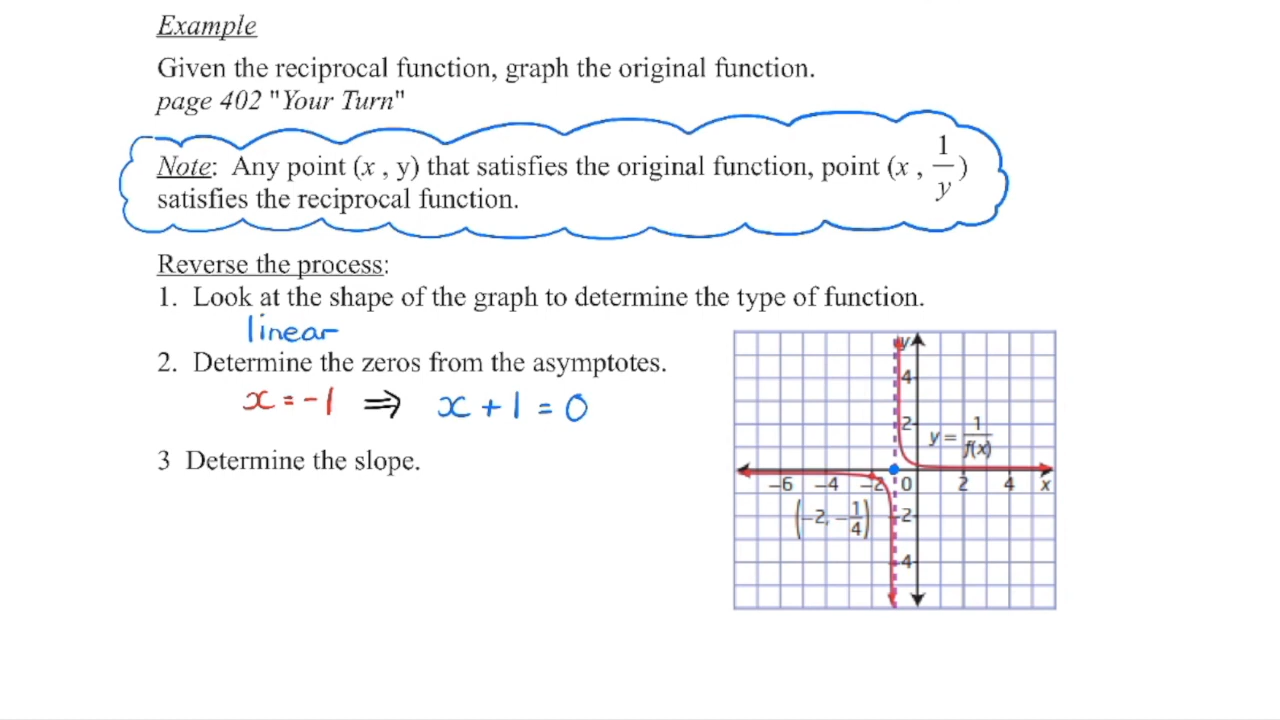 Example
Given the reciprocal function, graph the original function.
page 402 "Your Turn"
Note: Any point (x , y) that satisfies the original function, point (x , 1/y)
satisfies the reciprocal function.
Reverse the process:
1. Look at the shape of the graph to determine the type of function.
linear
2. Determine the zeros from the asymptotes.
x = -1 ⇒ x + 1 = 0
3 Determine the slope.
y
4
2
y = 1/f(x)
-6 -4 -2 0 2 4 x
(-2, -1/4)
-2
-4